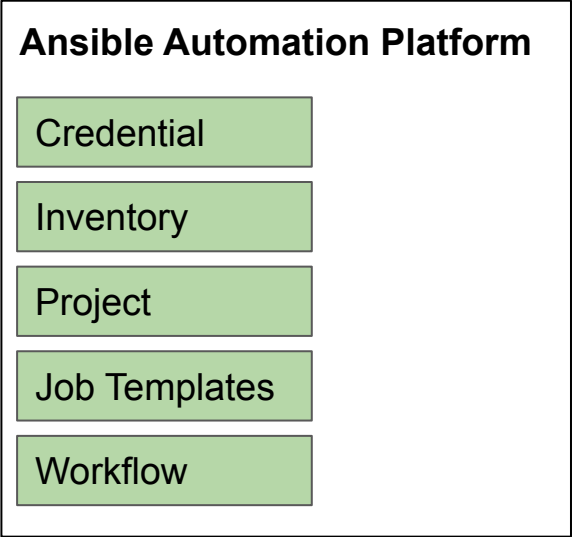 Ansible Automation Platform
Credential
Inventory
Project
Job Templates
Workflow